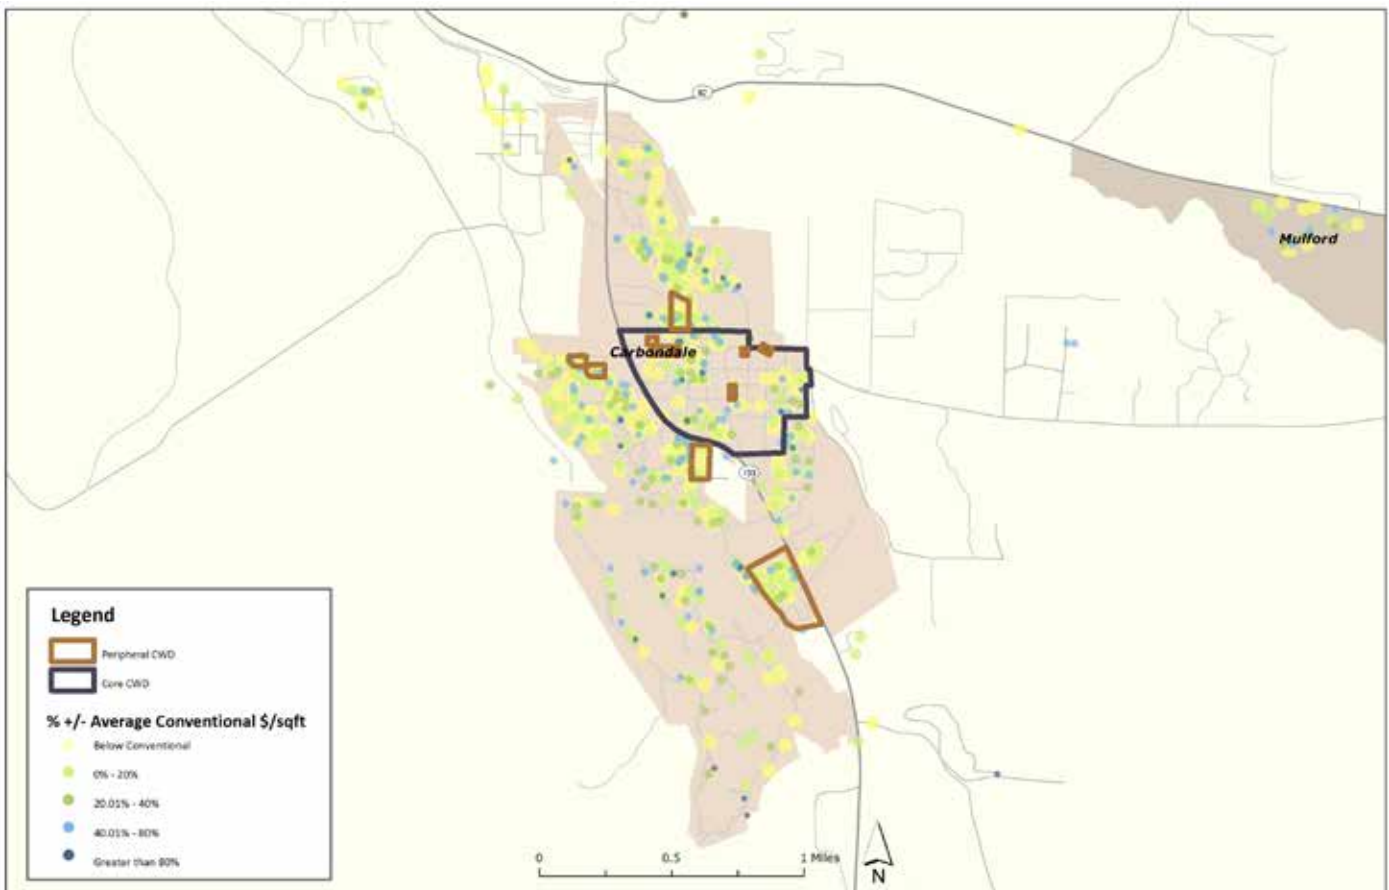 82
Mulford
Carbondale
133
Legend
Peripheral CWD
Core CWD
% +/- Average Conventional $/sqft
Below Conventional
0% - 20%
20.01% - 40%
40.01% - 80%
Greater than 80%
0 0.5 1 Miles
N